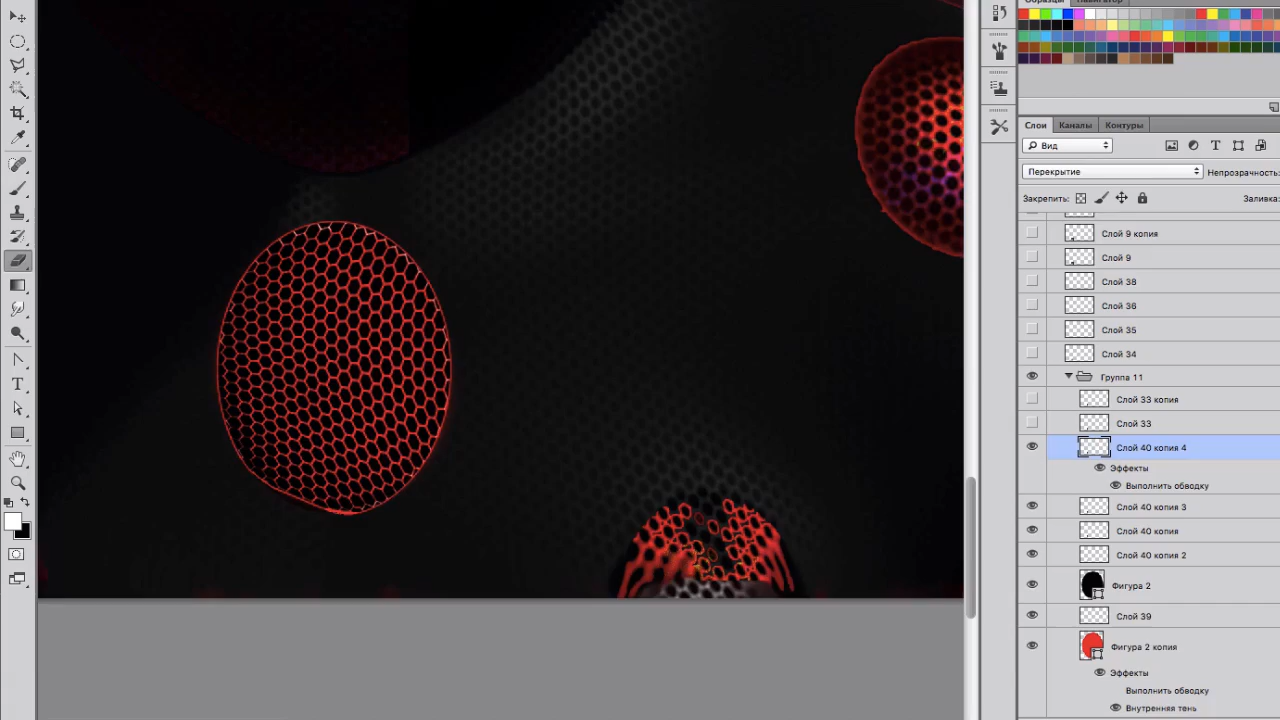 Образцы Навигатор
Слои Каналы Контуры
Вид
Перекрытие Непрозрачность:
Закрепить: Заливка:
Слой 9 копия
Слой 9
Слой 38
Слой 36
Слой 35
Слой 34
Группа 11
Слой 33 копия
Слой 33
Слой 40 копия 4
Эффекты
Выполнить обводку
Слой 40 копия 3
Слой 40 копия
Слой 40 копия 2
Фигура 2
Слой 39
Фигура 2 копия
Эффекты
Выполнить обводку
Внутренняя тень